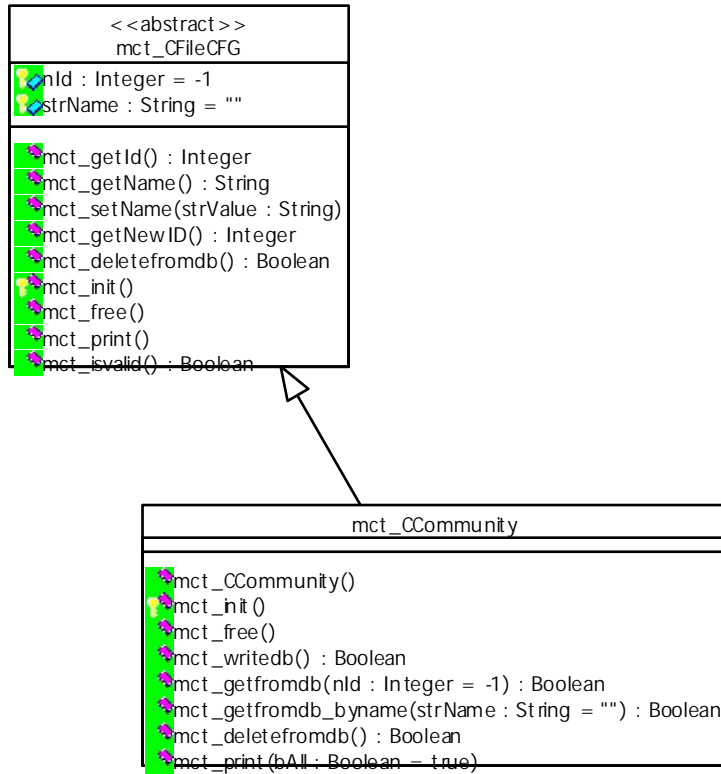 <<abstract>>
mct_CFileCFG
nId : Integer = -1
strName : String = ""
mct_getId() : Integer
mct_getName() : String
mct_setName(strValue : String)
mct_getNewID() : Integer
mct_deletefromdb() : Boolean
mct_init()
mct_free()
mct_print()
mct_isvalid() : Boolean
mct_CCommunity
mct_CCommunity()
mct_init()
mct_free()
mct_writedb() : Boolean
mct_getfromdb(nId : Integer = -1) : Boolean
mct_getfromdb_byname(strName : String = "") : Boolean
mct_deletefromdb() : Boolean
mct_print(bAll : Boolean = true)